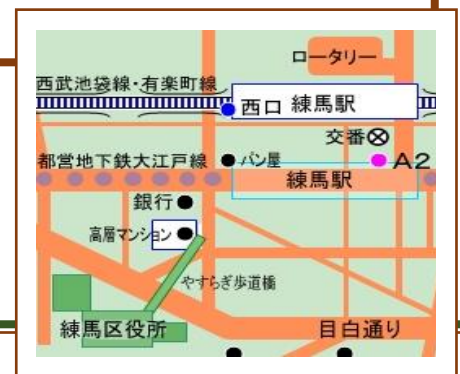 ロータリー
西武池袋線・有楽町線
西口 練馬駅
交番
都営地下鉄大江戸線
パン屋
A2
練馬駅
銀行
高層マンション
やすらぎ歩道橋
練馬区役所
目白通り